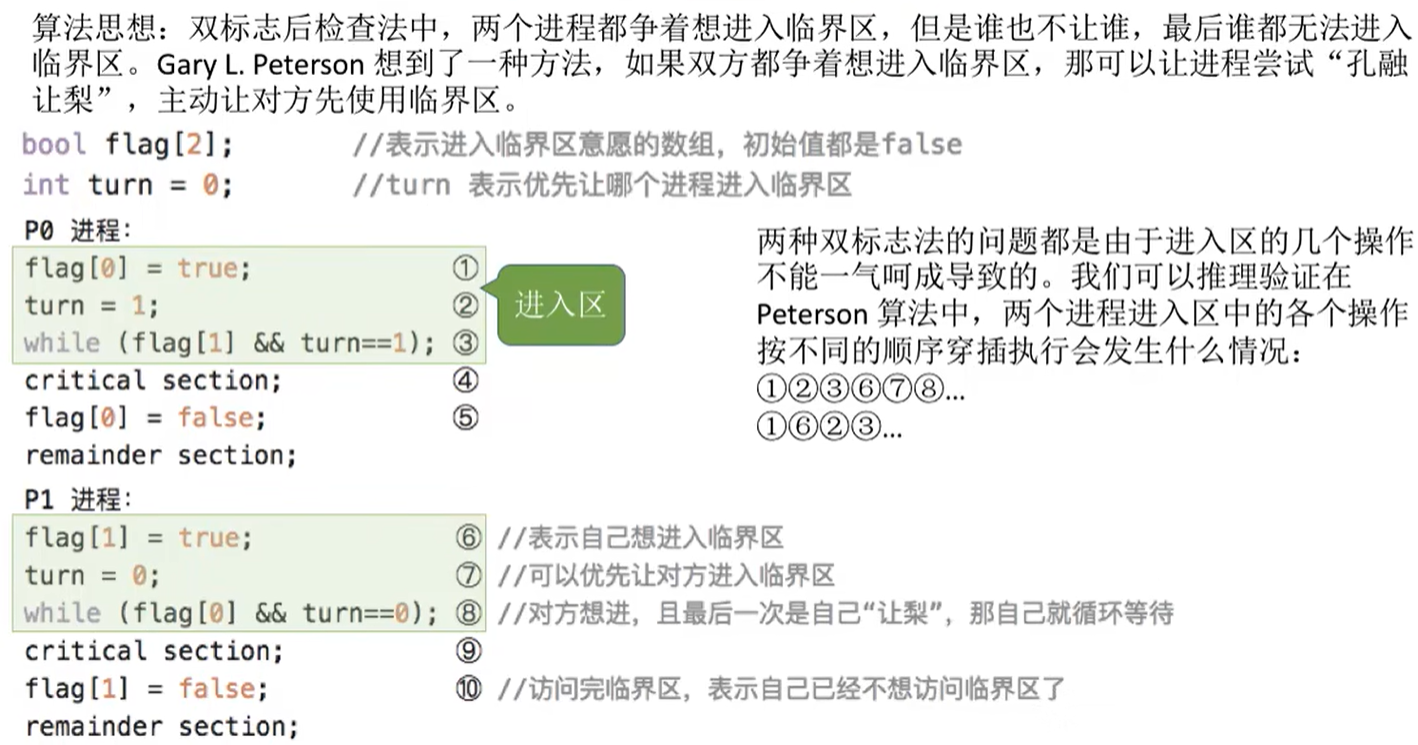 算法思想：双标志后检查法中，两个进程都争着想进入临界区，但是谁也不让谁，最后谁都无法进入
临界区。Gary L. Peterson 想到了一种方法，如果双方都争着想进入临界区，那可以让进程尝试“孔融
让梨”，主动让对方先使用临界区。
bool flag[2]; //表示进入临界区意愿的数组，初始值都是false
int turn = 0; //turn 表示优先让哪个进程进入临界区
P0 进程：
flag[0] = true; ①
turn = 1; ②
while (flag[1] && turn==1); ③
critical section; ④
flag[0] = false; ⑤
remainder section;
进入区
两种双标志法的问题都是由于进入区的几个操作
不能一气呵成导致的。我们可以推理验证在
Peterson 算法中，两个进程进入区中的各个操作
按不同的顺序穿插执行会发生什么情况：
①②③⑥⑦⑧...
①⑥②③...
P1 进程：
flag[1] = true; ⑥ //表示自己想进入临界区
turn = 0; ⑦ //可以优先让对方进入临界区
while (flag[0] && turn==0); ⑧ //对方想进，且最后一次是自己“让梨”，那自己就循环等待
critical section; ⑨
flag[1] = false; ⑩ //访问完临界区，表示自己已经不想访问临界区了
remainder section;